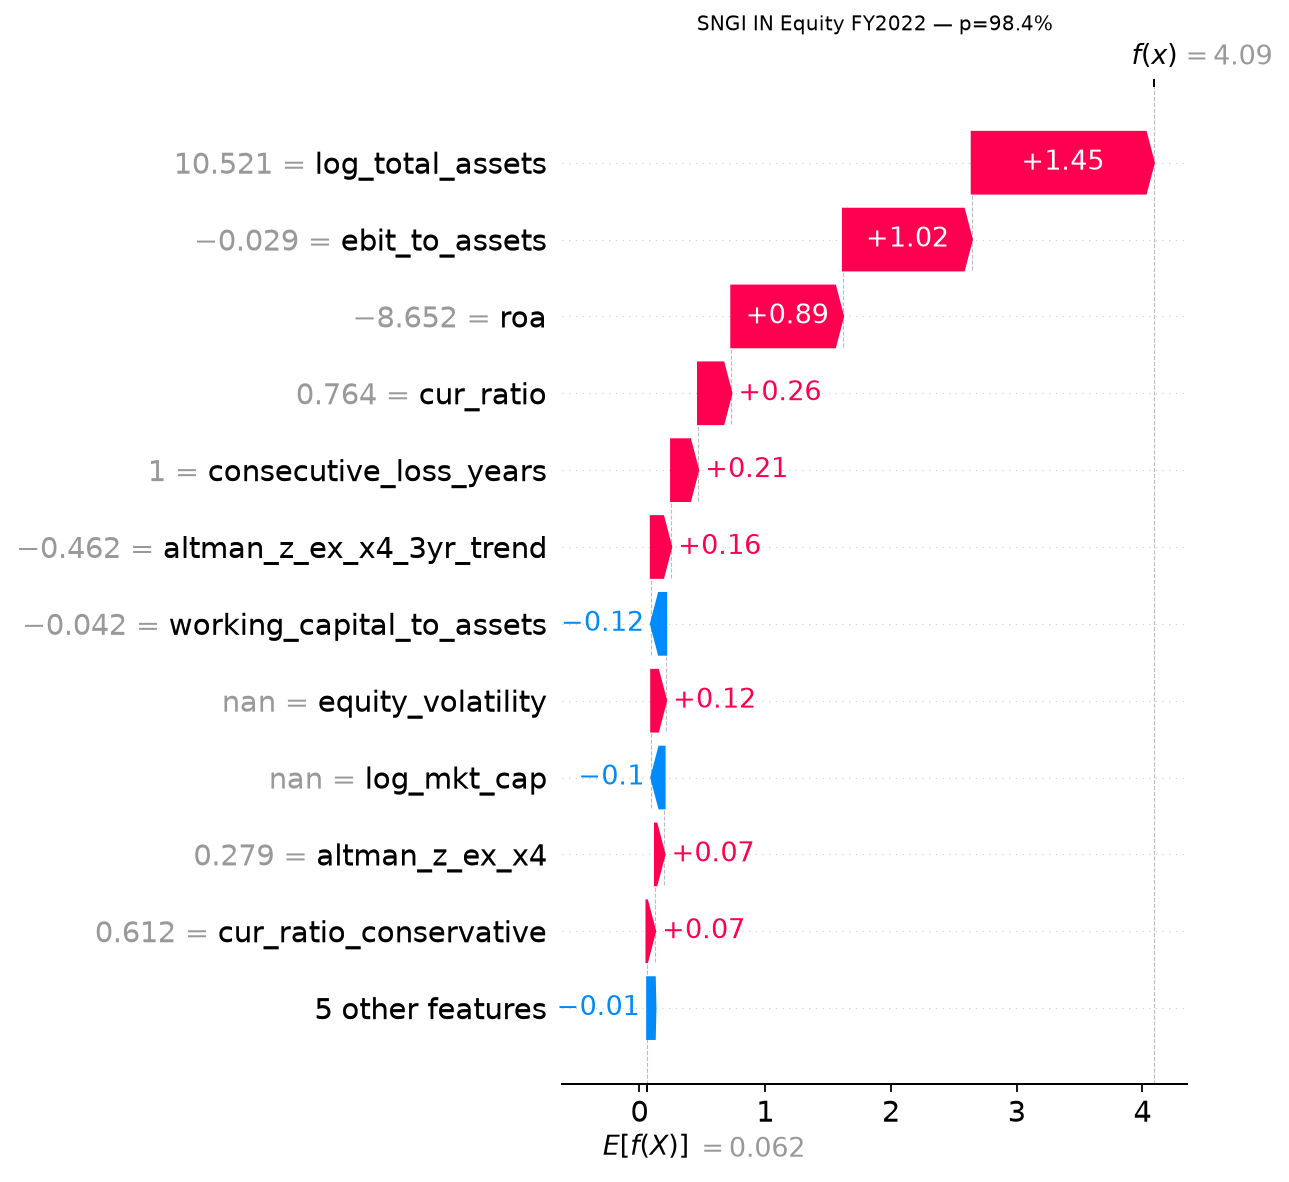 SNGI IN Equity FY2022 — p=98.4%
f(x) = 4.09
10.521 = log_total_assets +1.45
−0.029 = ebit_to_assets +1.02
−8.652 = roa +0.89
0.764 = cur_ratio +0.26
1 = consecutive_loss_years +0.21
−0.462 = altman_z_ex_x4_3yr_trend +0.16
−0.042 = working_capital_to_assets −0.12
nan = equity_volatility +0.12
nan = log_mkt_cap −0.1
0.279 = altman_z_ex_x4 +0.07
0.612 = cur_ratio_conservative +0.07
5 other features −0.01
0 1 2 3 4
E[f(X)] = 0.062